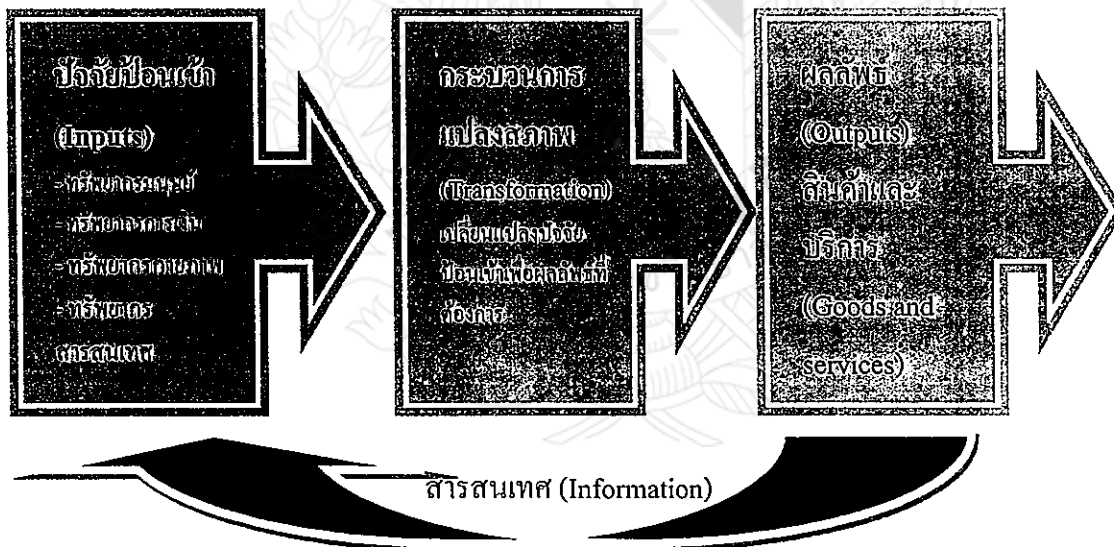 ปัจจัยป้อนเข้า
(Inputs)
- ทรัพยากรมนุษย์
- ทรัพยากรการเงิน
- ทรัพยากรกายภาพ
- ทรัพยากร
สารสนเทศ
กระบวนการ
แปลงสภาพ
(Transformation)
เปลี่ยนแปลงปัจจัย
ป้อนเข้าเพื่อผลลัพธ์ที่
ต้องการ
ผลลัพธ์
(Outputs)
สินค้าและ
บริการ
(Goods and
services)
สารสนเทศ (Information)